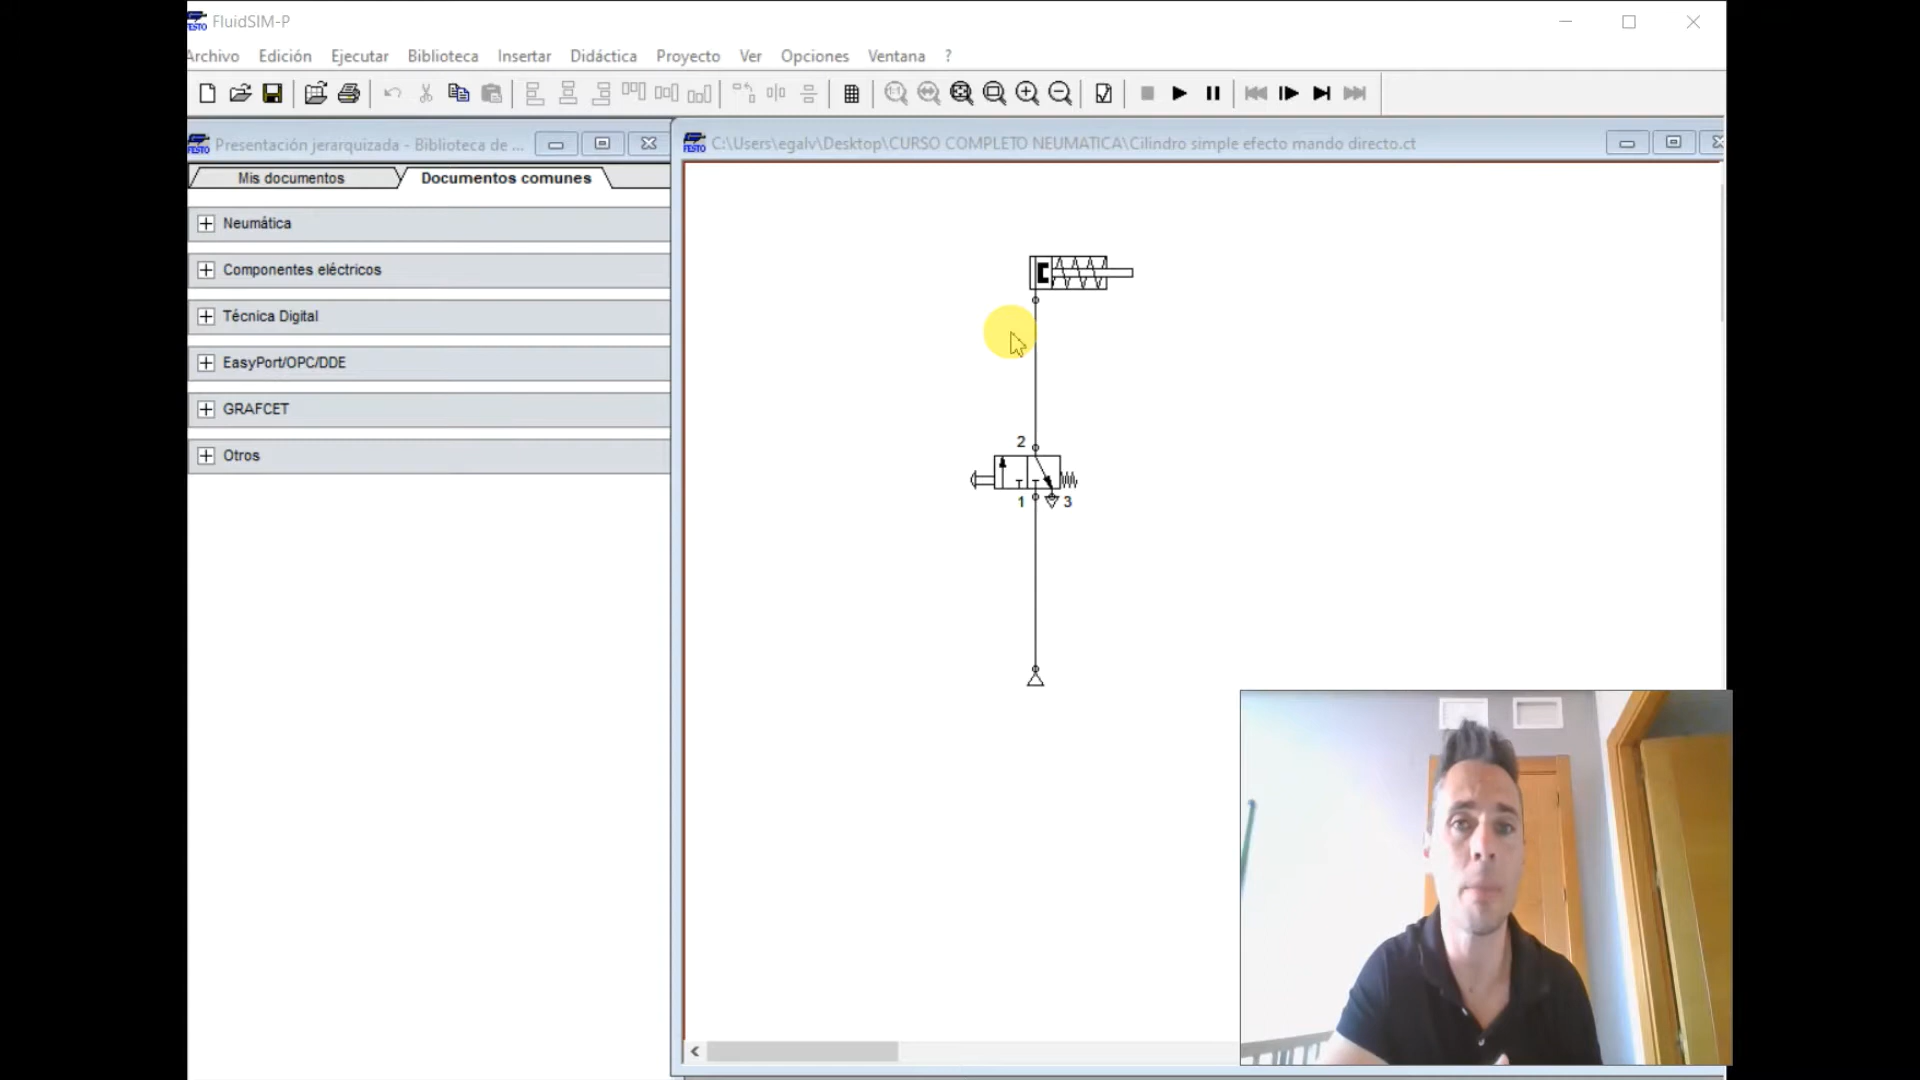 FluidSIM-P
Archivo Edición Ejecutar Biblioteca Insertar Didáctica Proyecto Ver Opciones Ventana ?
FESTO Presentación jerarquizada - Biblioteca de ...
FESTO C:\Users\egalv\Desktop\CURSO COMPLETO NEUMATICA\Cilindro simple efecto mando directo.ct
Mis documentos Documentos comunes
Neumática
Componentes eléctricos
Técnica Digital
EasyPort/OPC/DDE
GRAFCET
Otros
2
1 3